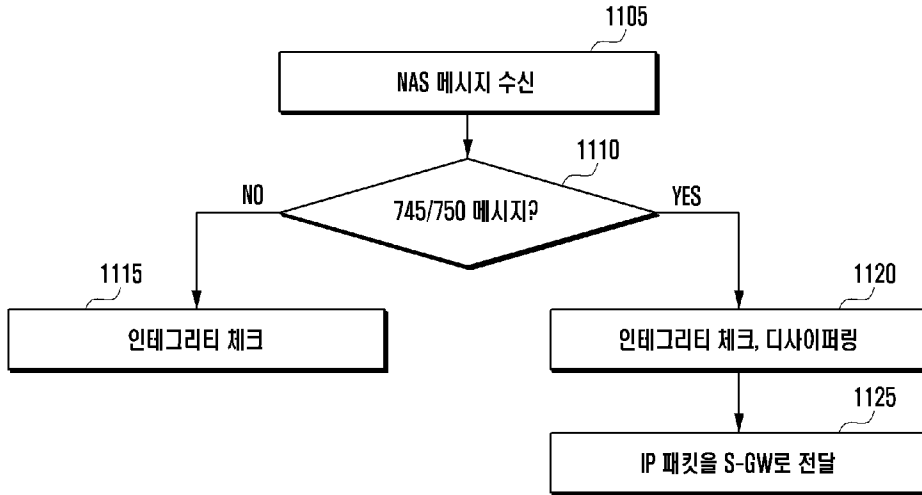 1105
NAS 메시지 수신
1110
NO
745/750 메시지?
YES
1115
인테그리티 체크
1120
인테그리티 체크, 디사이퍼링
1125
IP 패킷을 S-GW로 전달